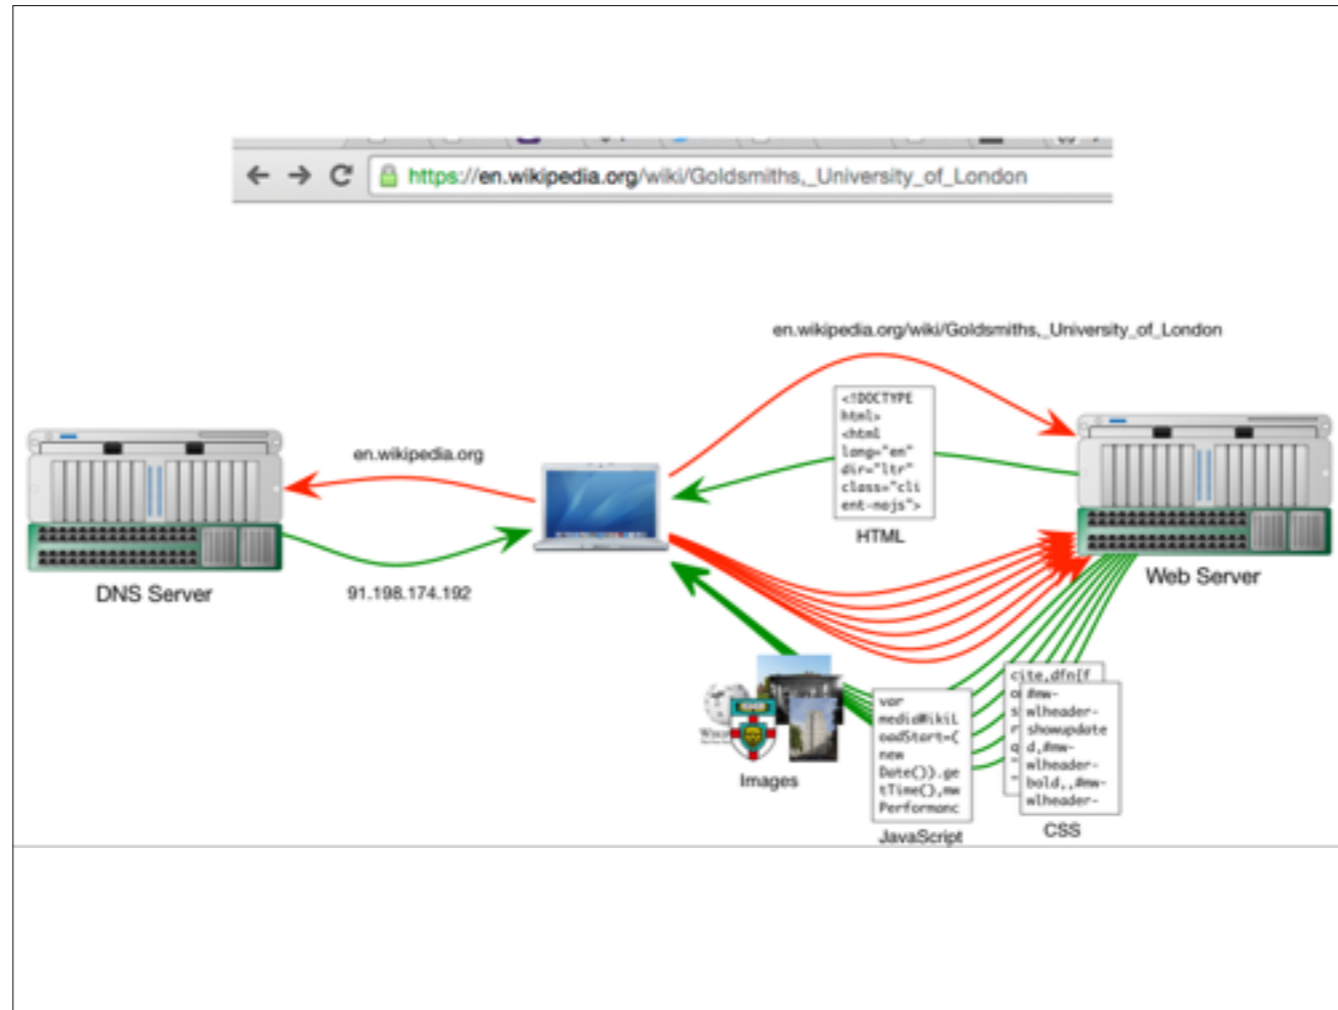 https://en.wikipedia.org/wiki/Goldsmiths,_University_of_London
en.wikipedia.org/wiki/Goldsmiths,_University_of_London
<!DOCTYPE
html>
<html
lang="en"
dir="ltr"
class="cli
ent-nojs">
HTML
en.wikipedia.org
DNS Server
91.198.174.192
Web Server
Images
var
mediaWikiL
oadStart=(
new
Date()).ge
tTime(),mw
Performanc
JavaScript
cite,dfn[f
#mw-
wlheader-
showupdate
d,#mw-
wlheader-
bold,,#mw-
wlheader-
CSS